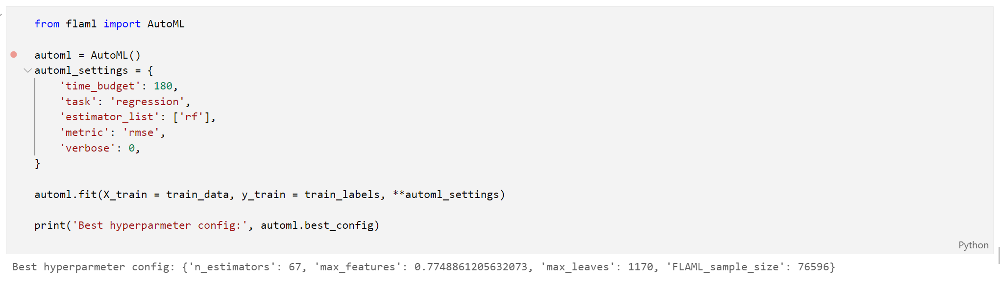 from flaml import AutoML
automl = AutoML()
automl_settings = {
'time_budget': 180,
'task': 'regression',
'estimator_list': ['rf'],
'metric': 'rmse',
'verbose': 0,
}
automl.fit(X_train = train_data, y_train = train_labels, **automl_settings)
print('Best hyperparmeter config:', automl.best_config)
Python
Best hyperparmeter config: {'n_estimators': 67, 'max_features': 0.7748861205632073, 'max_leaves': 1170, 'FLAML_sample_size': 76596}